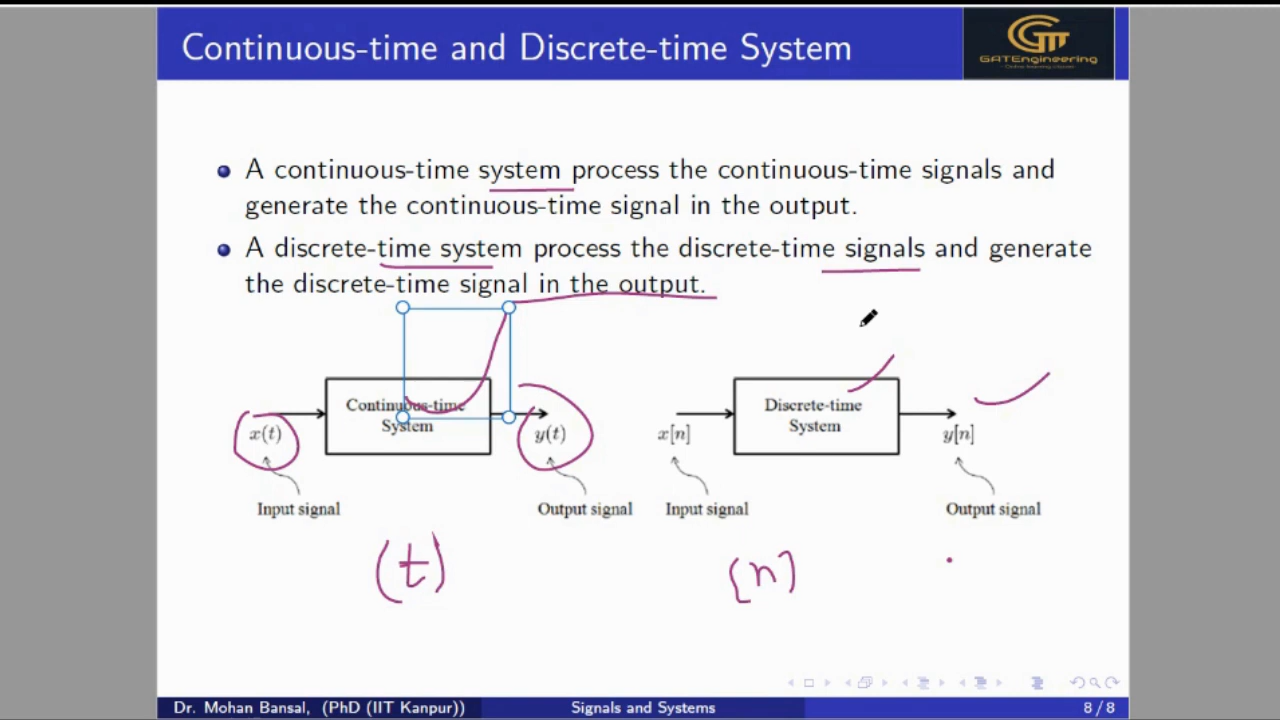 Continuous-time and Discrete-time System
GATEngineering
A continuous-time system process the continuous-time signals and
generate the continuous-time signal in the output.
A discrete-time system process the discrete-time signals and generate
the discrete-time signal in the output.
Continuous-time
System
x(t)
y(t)
Input signal
Output signal
Discrete-time
System
x[n]
y[n]
Input signal
Output signal
(t)
[n]
Dr. Mohan Bansal, (PhD (IIT Kanpur))
Signals and Systems
8 / 8